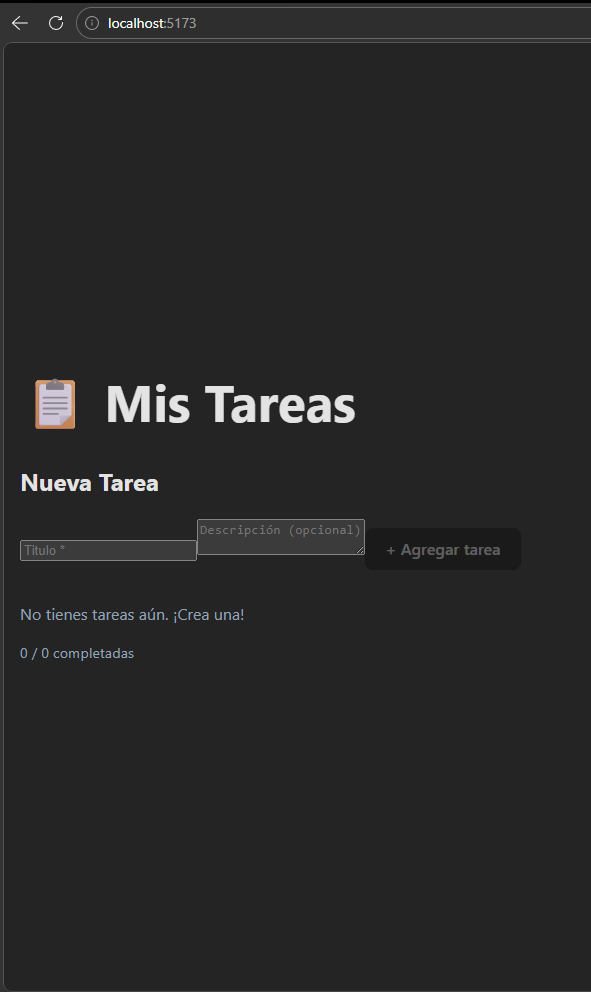 localhost:5173
Mis Tareas
Nueva Tarea
Título *
Descripción (opcional)
+ Agregar tarea
No tienes tareas aún. ¡Crea una!
0 / 0 completadas